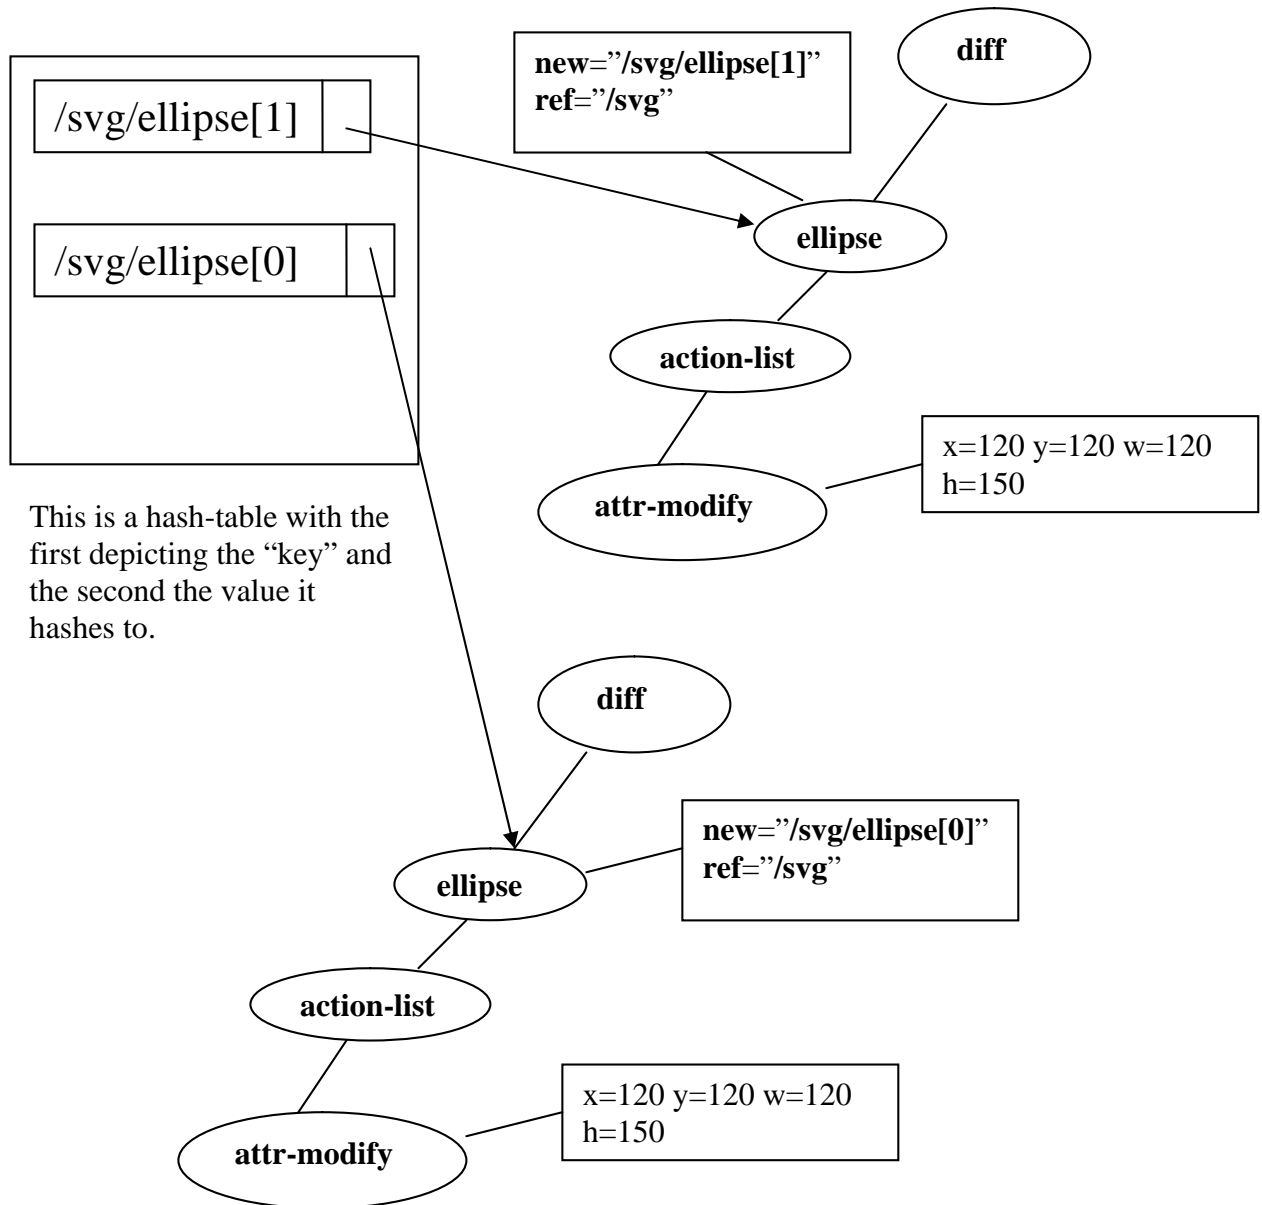 new=”/svg/ellipse[1]”
ref=”/svg”
diff
/svg/ellipse[1]
ellipse
/svg/ellipse[0]
action-list
x=120 y=120 w=120
h=150
attr-modify
This is a hash-table with the
first depicting the “key” and
the second the value it
hashes to.
diff
new=”/svg/ellipse[0]”
ref=”/svg”
ellipse
action-list
x=120 y=120 w=120
h=150
attr-modify